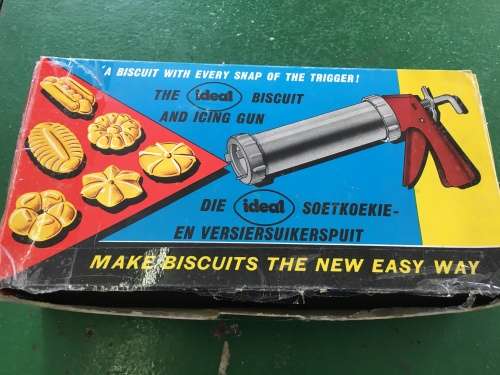 "A BISCUIT WITH EVERY SNAP OF THE TRIGGER!
THE ideal BISCUIT
AND ICING GUN
DIE ideal SOETKOEKIE-
EN VERSIERSUIKERSPUIT
MAKE BISCUITS THE NEW EASY WAY